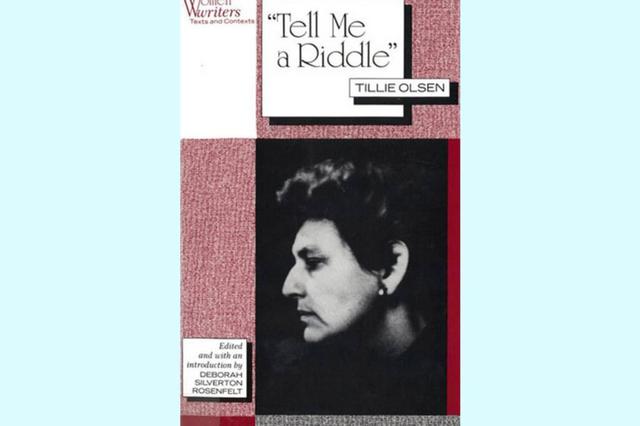 Women
Writers
Texts and Contexts
“Tell Me
a Riddle”
TILLIE OLSEN
Edited
and with an
introduction by
DEBORAH
SILVERTON
ROSENFELT